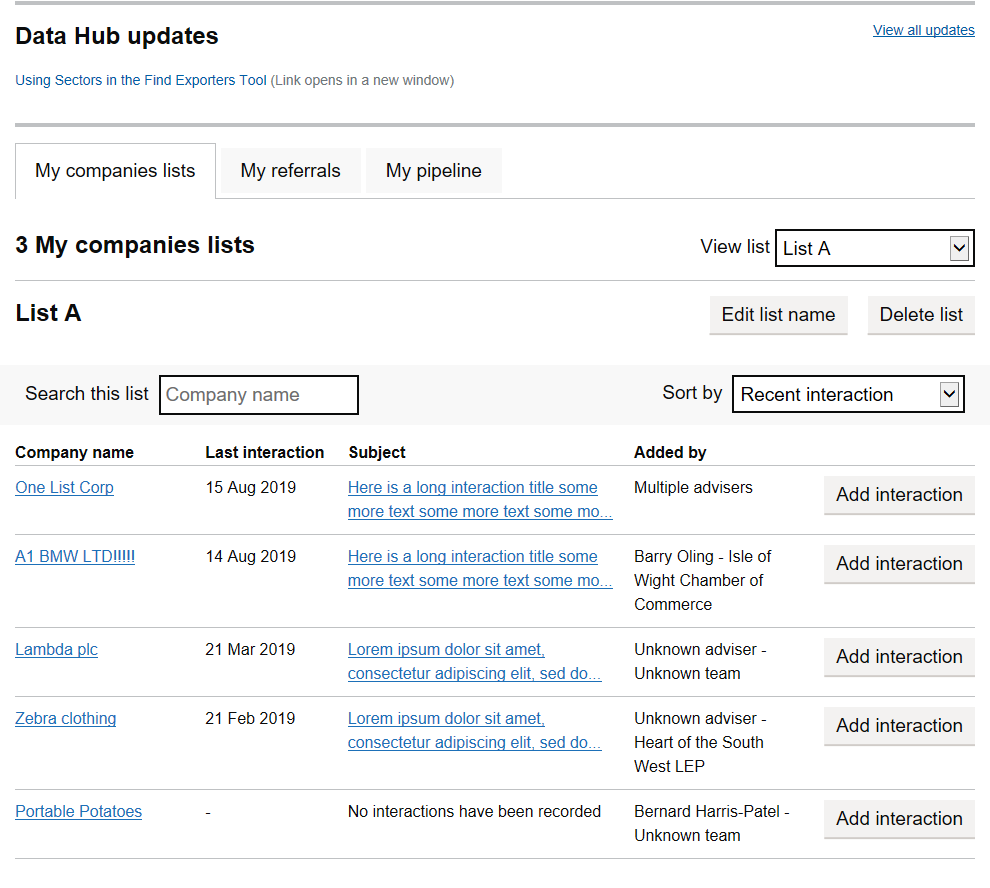 Data Hub updates
View all updates
Using Sectors in the Find Exporters Tool (Link opens in a new window)
My companies lists
My referrals
My pipeline
3 My companies lists
View list
List A
List A
Edit list name
Delete list
Search this list
Company name
Sort by
Recent interaction
Company name
Last interaction
Subject
Added by
One List Corp
15 Aug 2019
Here is a long interaction title some
more text some more text some mo...
Multiple advisers
Add interaction
A1 BMW LTD!!!!!
14 Aug 2019
Here is a long interaction title some
more text some more text some mo...
Barry Oling - Isle of
Wight Chamber of
Commerce
Add interaction
Lambda plc
21 Mar 2019
Lorem ipsum dolor sit amet,
consectetur adipiscing elit, sed do...
Unknown adviser -
Unknown team
Add interaction
Zebra clothing
21 Feb 2019
Lorem ipsum dolor sit amet,
consectetur adipiscing elit, sed do...
Unknown adviser -
Heart of the South
West LEP
Add interaction
Portable Potatoes
-
No interactions have been recorded
Bernard Harris-Patel -
Unknown team
Add interaction